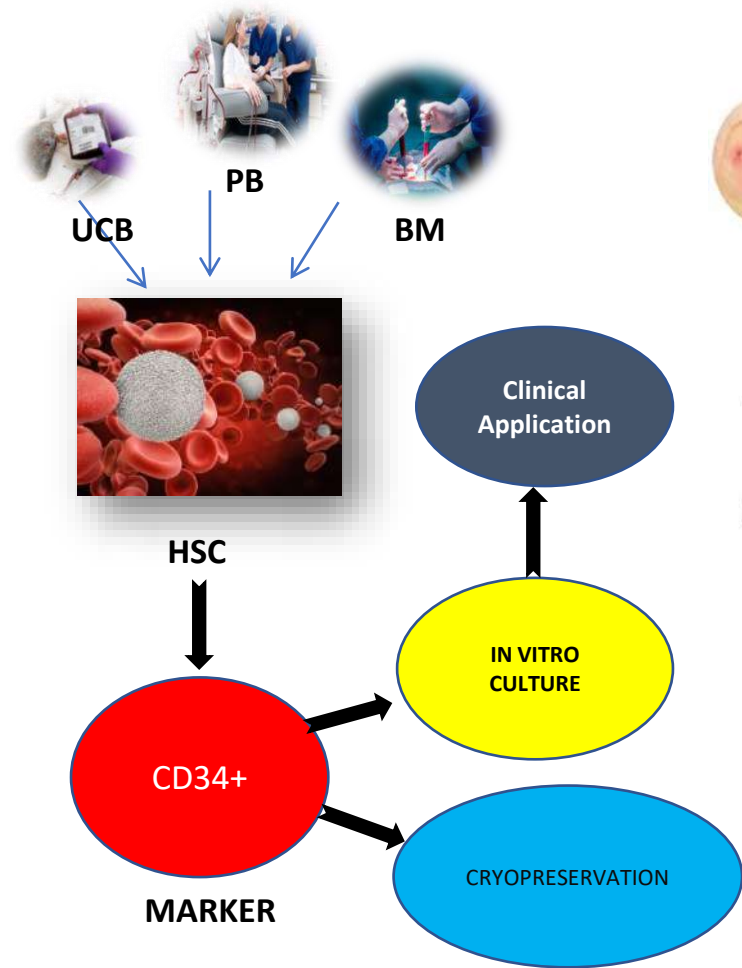 PB
UCB
BM
Clinical
Application
HSC
IN VITRO
CULTURE
CD34+
CRYOPRESERVATION
MARKER